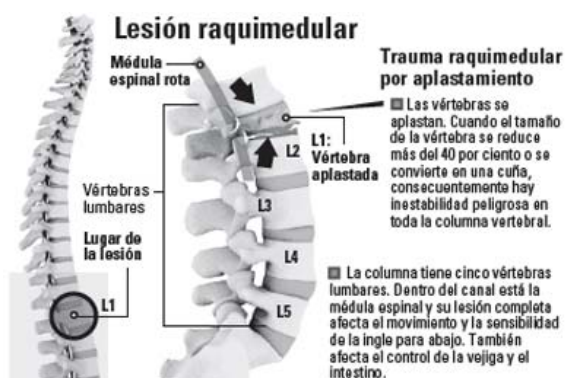 Lesión raquimedular
Médula
espinal rota
Vértebras
lumbares
Lugar de
la lesión
L1
L1:
Vértebra
aplastada
L2
L3
L4
L5
Trauma raquimedular
por aplastamiento
Las vértebras se
aplastan. Cuando el tamaño
de la vértebra se reduce
más del 40 por ciento o se
convierte en una cuña,
consecuentemente hay
inestabilidad peligrosa en
toda la columna vertebral.
La columna tiene cinco vértebras
lumbares. Dentro del canal está la
médula espinal y su lesión completa
afecta el movimiento y la sensibilidad
de la ingle para abajo. También
afecta el control de la vejiga y el
intestino.